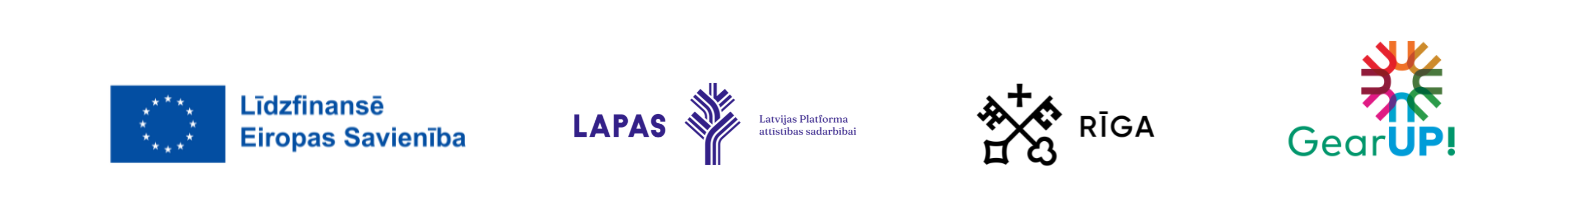 Līdzfinansē
Eiropas Savienība
LAPAS
Latvijas Platforma
attīstības sadarbībai
RĪGA
GearUP!